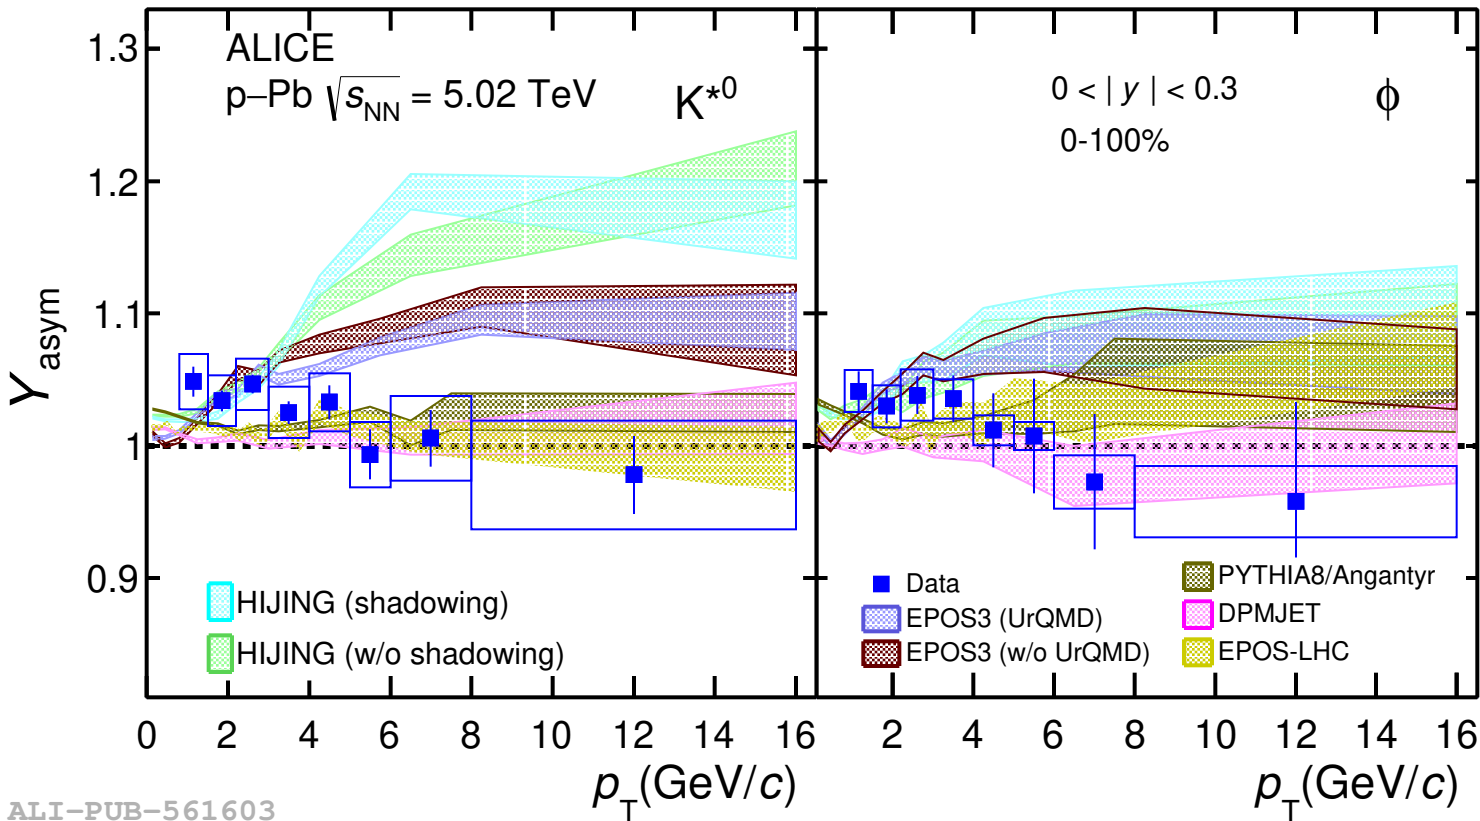 ALICE
p–Pb √sNN = 5.02 TeV
K*0
0 < | y | < 0.3
0-100%
ϕ
Yasym
1.3
1.2
1.1
1
0.9
HIJING (shadowing)
HIJING (w/o shadowing)
Data
EPOS3 (UrQMD)
EPOS3 (w/o UrQMD)
PYTHIA8/Angantyr
DPMJET
EPOS-LHC
0 2 4 6 8 10 12 14 16
2 4 6 8 10 12 14 16
pT(GeV/c)
pT(GeV/c)
ALI-PUB-561603